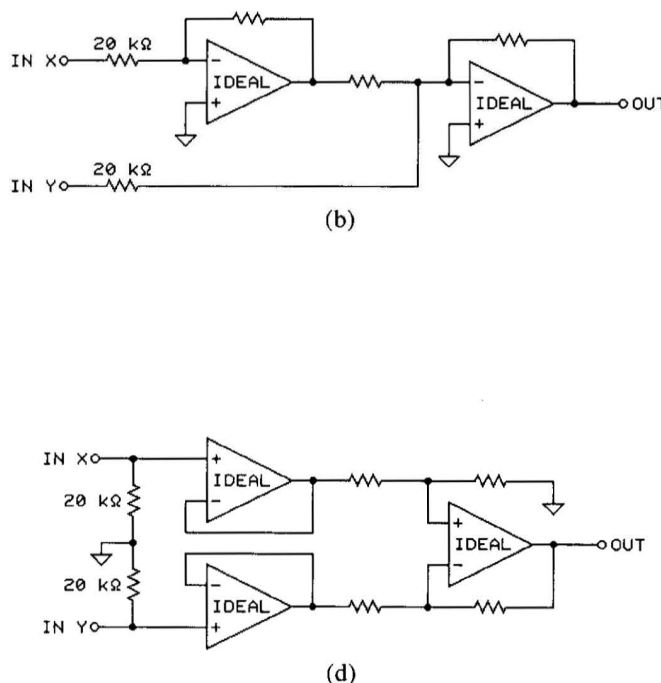 20 kΩ
IN X
−
IDEAL
+
−
IDEAL
+
OUT
20 kΩ
IN Y
(b)
IN X
+
IDEAL
−
20 kΩ
+
IDEAL
−
OUT
20 kΩ
−
IDEAL
+
IN Y
(d)